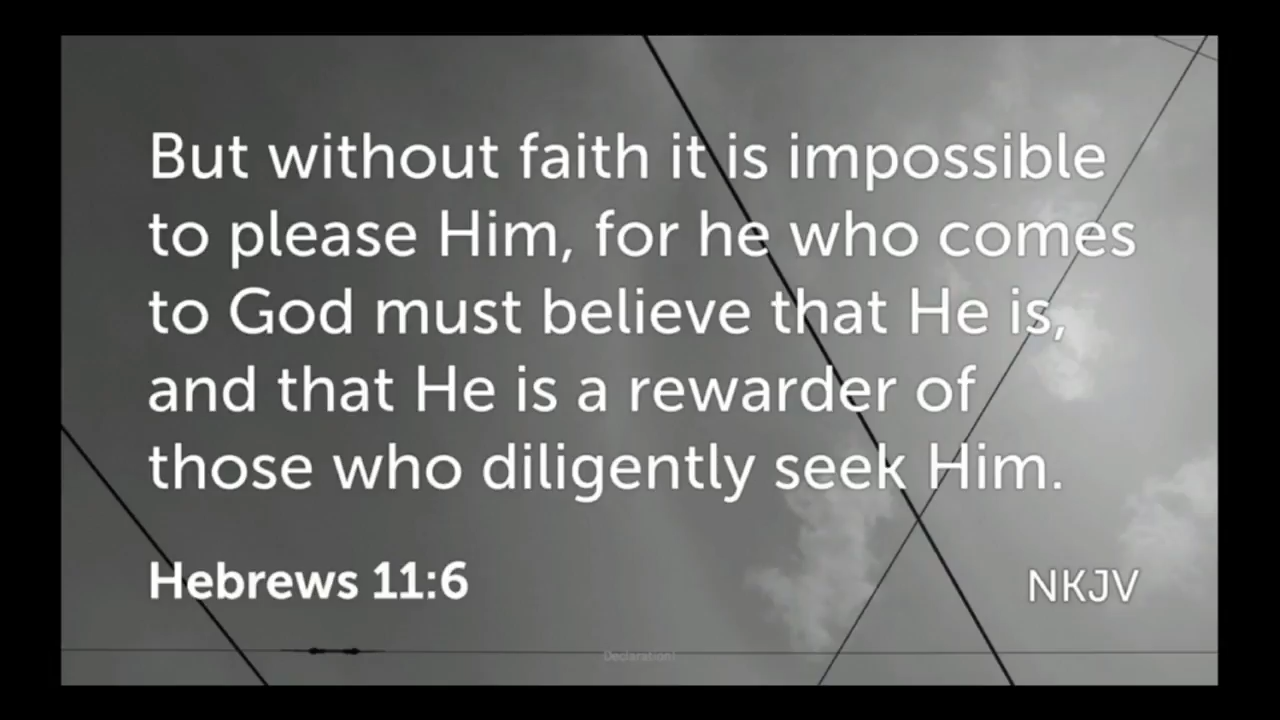 But without faith it is impossible
to please Him, for he who comes
to God must believe that He is,
and that He is a rewarder of
those who diligently seek Him.
Hebrews 11:6
NKJV
Declaration!